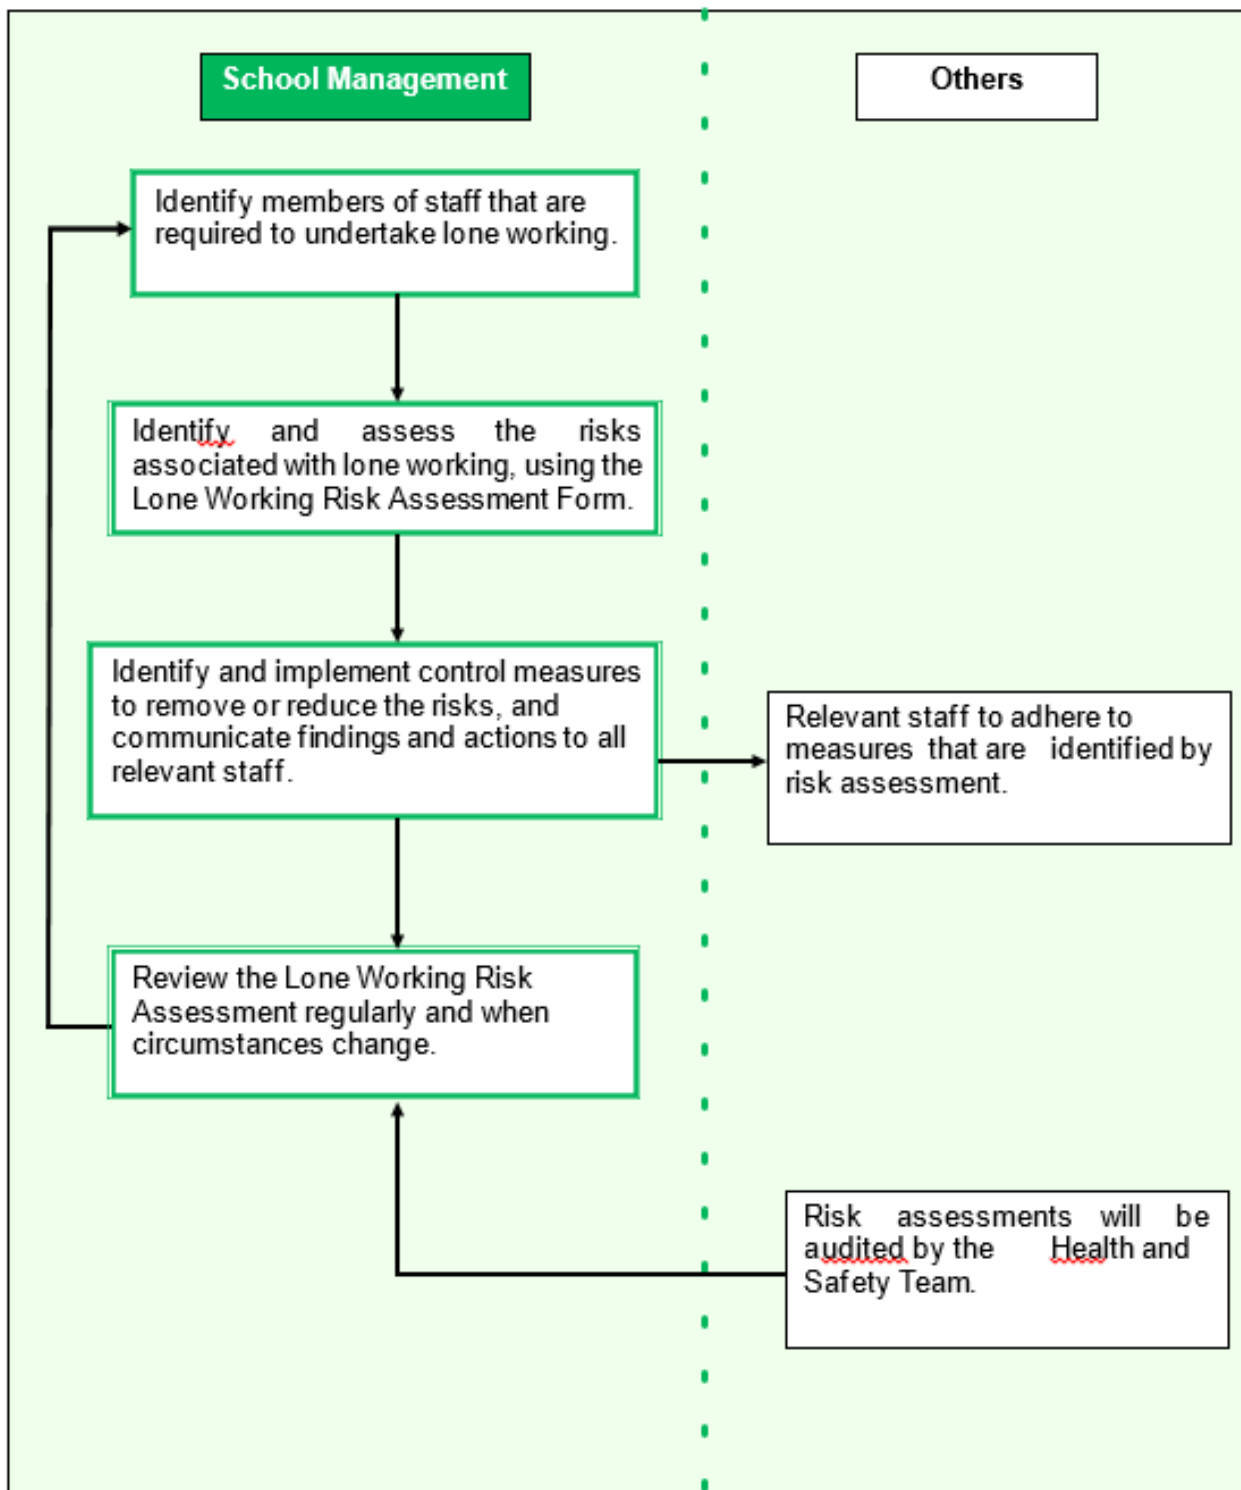 School Management
Others
Identify members of staff that are
required to undertake lone working.
Identify and assess the risks
associated with lone working, using the
Lone Working Risk Assessment Form.
Identify and implement control measures
to remove or reduce the risks, and
communicate findings and actions to all
relevant staff.
Relevant staff to adhere to
measures that are identified by
risk assessment.
Review the Lone Working Risk
Assessment regularly and when
circumstances change.
Risk assessments will be
audited by the Health and
Safety Team.